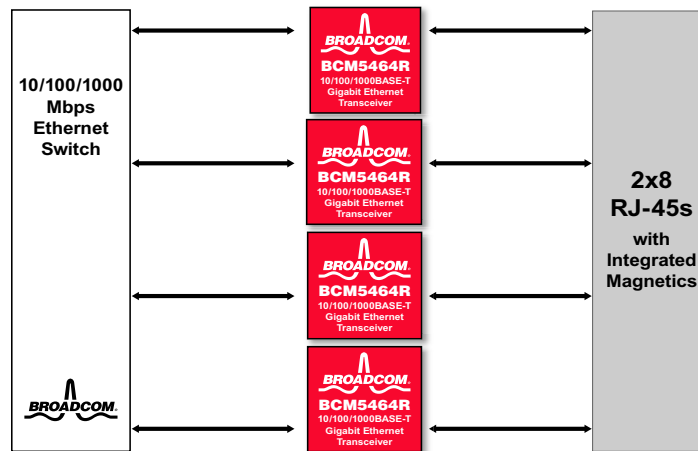 10/100/1000
Mbps
Ethernet
Switch
BROADCOM®
BROADCOM®
BCM5464R
10/100/1000BASE-T
Gigabit Ethernet
Transceiver
BROADCOM®
BCM5464R
10/100/1000BASE-T
Gigabit Ethernet
Transceiver
BROADCOM®
BCM5464R
10/100/1000BASE-T
Gigabit Ethernet
Transceiver
BROADCOM®
BCM5464R
10/100/1000BASE-T
Gigabit Ethernet
Transceiver
2x8
RJ-45s
with
Integrated
Magnetics